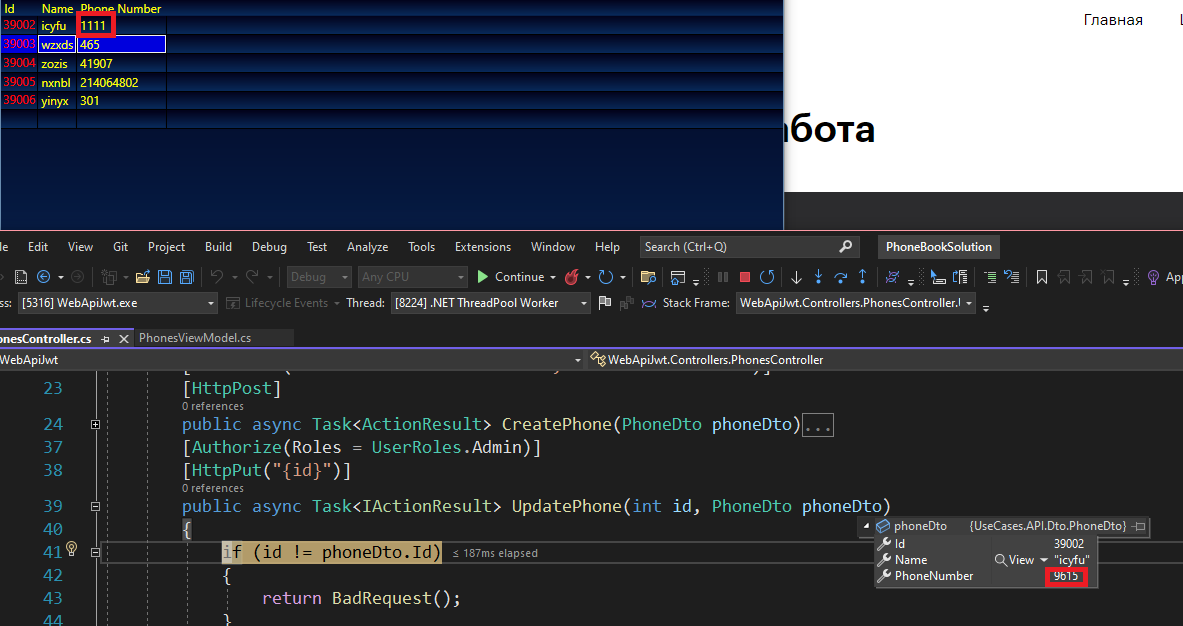 Id Name Phone Number
39002 icyfu 1111
39003 wzxds 465
39004 zozis 41907
39005 nxnbl 214064802
39006 yinyx 301
Главная
бота
Edit View Git Project Build Debug Test Analyze Tools Extensions Window Help Search (Ctrl+Q) PhoneBookSolution
Debug Any CPU Continue App
ss: [5316] WebApiJwt.exe Lifecycle Events Thread: [8224] .NET ThreadPool Worker Stack Frame: WebApiJwt.Controllers.PhonesController.U
onesController.cs PhonesViewModel.cs
WebApiJwt WebApiJwt.Controllers.PhonesController
23 [HttpPost]
0 references
24 public async Task<ActionResult> CreatePhone(PhoneDto phoneDto)...
37 [Authorize(Roles = UserRoles.Admin)]
38 [HttpPut("{id}")]
0 references
39 public async Task<IActionResult> UpdatePhone(int id, PhoneDto phoneDto)
40 {
phoneDto {UseCases.API.Dto.PhoneDto}
41 if (id != phoneDto.Id) ≤ 187ms elapsed
Id 39002
Name View "icyfu"
PhoneNumber 9615
42 {
43 return BadRequest();
44 }